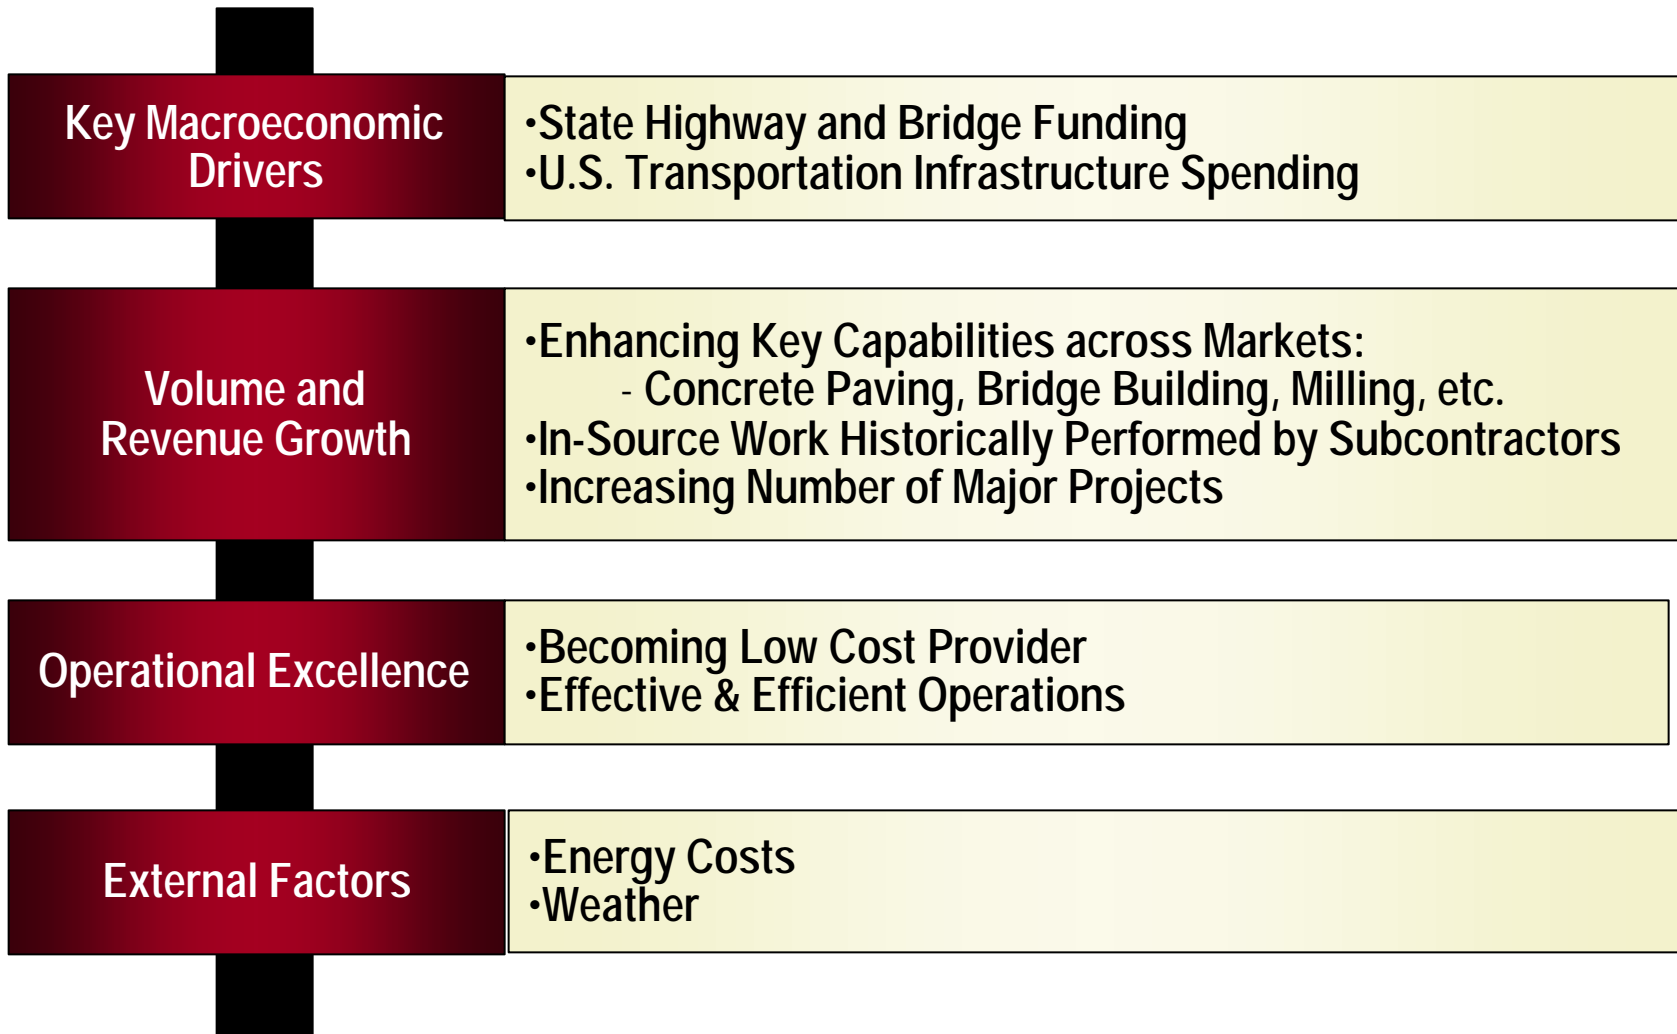 Key Macroeconomic
Drivers
•State Highway and Bridge Funding
•U.S. Transportation Infrastructure Spending
Volume and
Revenue Growth
•Enhancing Key Capabilities across Markets:
- Concrete Paving, Bridge Building, Milling, etc.
•In-Source Work Historically Performed by Subcontractors
•Increasing Number of Major Projects
Operational Excellence
•Becoming Low Cost Provider
•Effective & Efficient Operations
External Factors
•Energy Costs
•Weather